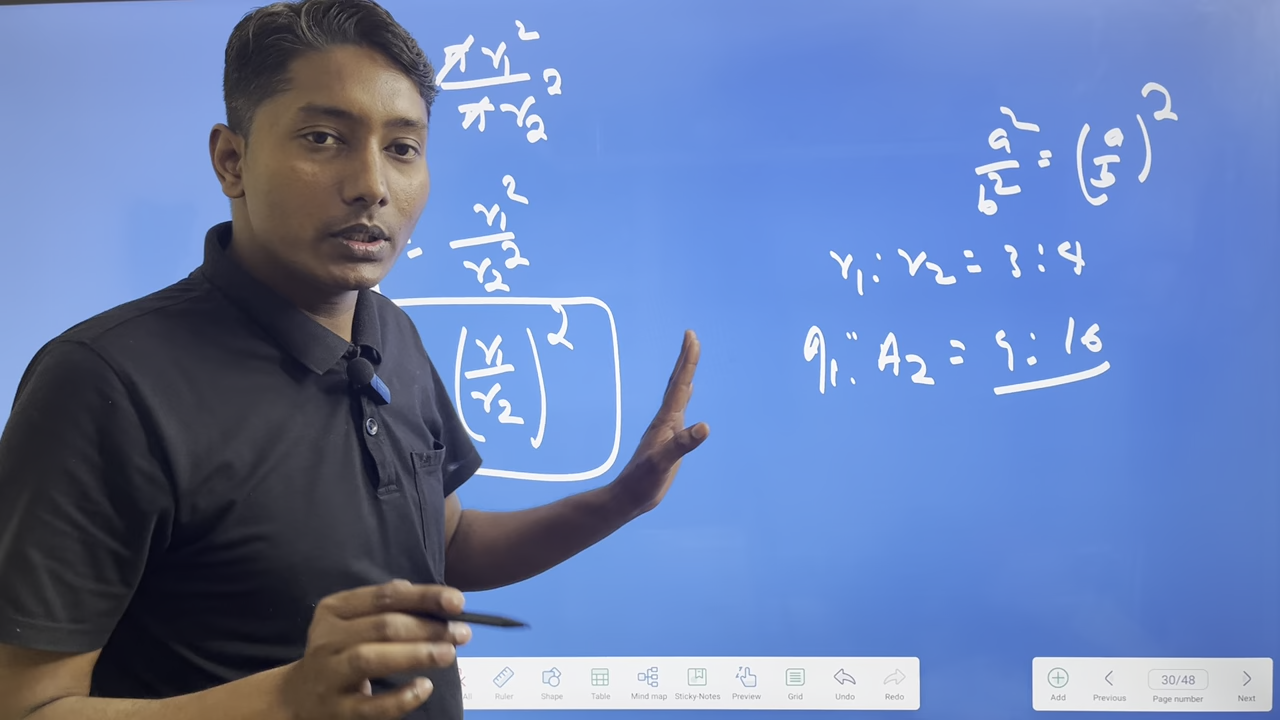 πr₁²
πr₂²
= r₁²
r₂²
(r₁/r₂)²
a²/b² = (a/b)²
r₁ : r₂ = 3 : 4
A₁ : A₂ = 9 : 16
All Ruler Shape Table Mind map Sticky-Notes Preview Grid Undo Redo
Add Previous 30/48 Page number Next